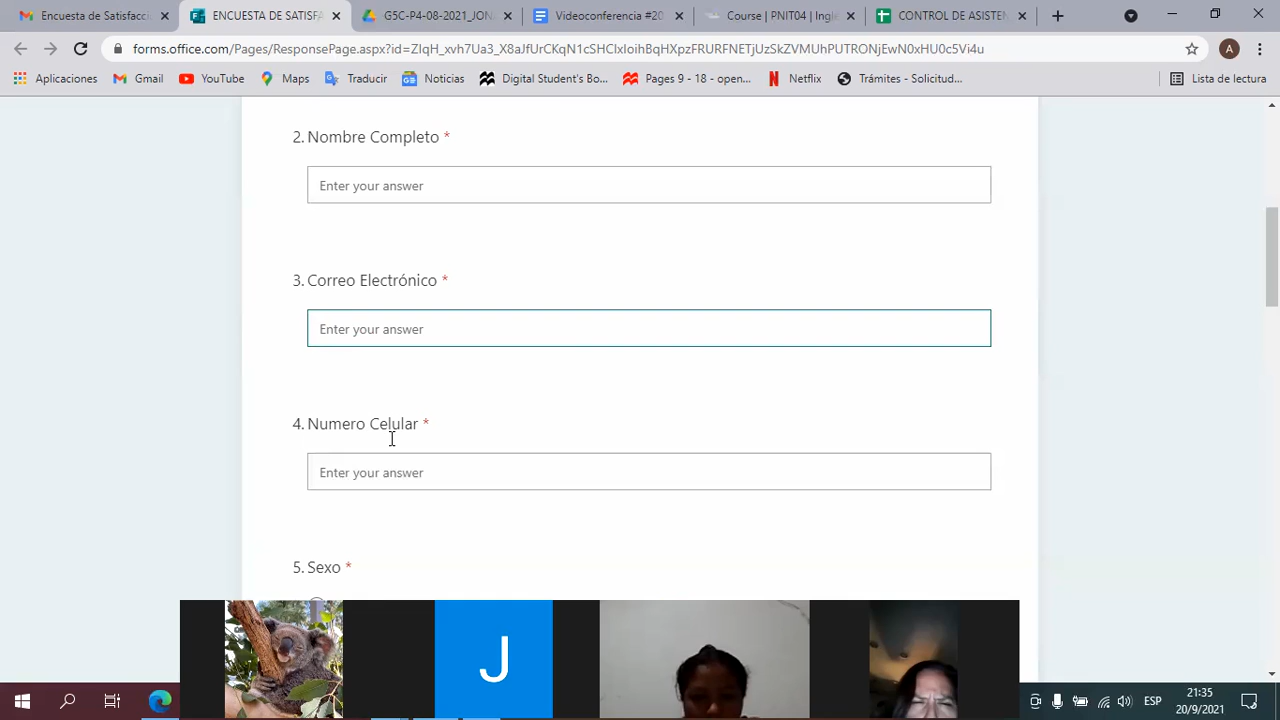 Encuesta de Satisfacci
ENCUESTA DE SATISFA
G5C-P4-08-2021_JONA
Videoconferencia #20
Course | PNIT04 | Ingle
CONTROL DE ASISTEN
forms.office.com/Pages/ResponsePage.aspx?id=ZIqH_xvh7Ua3_X8aJfUrCKqN1cSHClxIoihBqHXpzFRURFNETjUzSkZVMUhPUTRONjEwN0xHU0c5Vi4u
A
Aplicaciones
Gmail
YouTube
Maps
Traducir
Noticias
Digital Student's Bo...
Pages 9 - 18 - open...
Netflix
Trámites - Solicitud...
Lista de lectura
2. Nombre Completo *
Enter your answer
3. Correo Electrónico *
Enter your answer
4. Numero Celular *
Enter your answer
5. Sexo *
J
ESP
21:35
20/9/2021